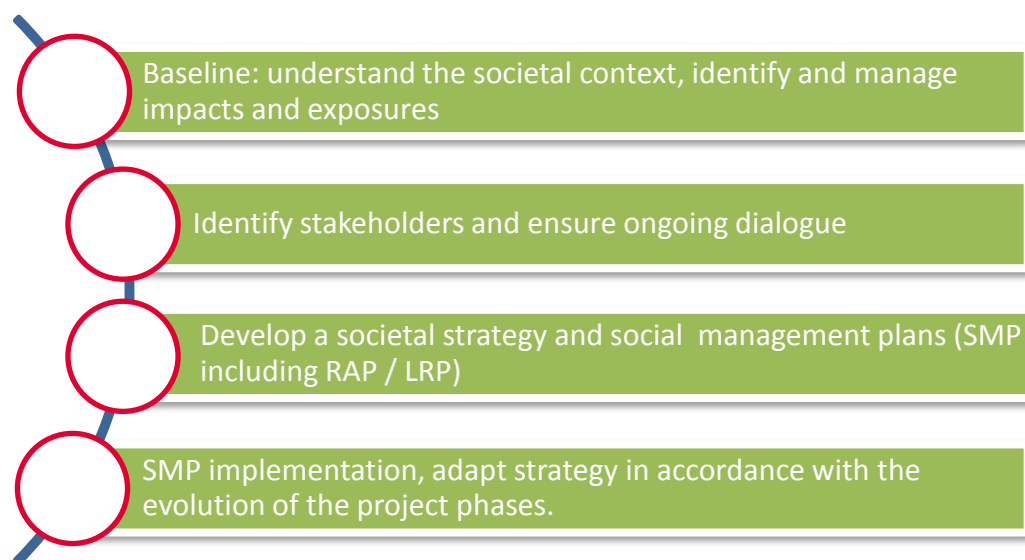 Baseline: understand the societal context, identify and manage
impacts and exposures
Identify stakeholders and ensure ongoing dialogue
Develop a societal strategy and social  management plans (SMP
including RAP / LRP)
SMP implementation, adapt strategy in accordance with the
evolution of the project phases.